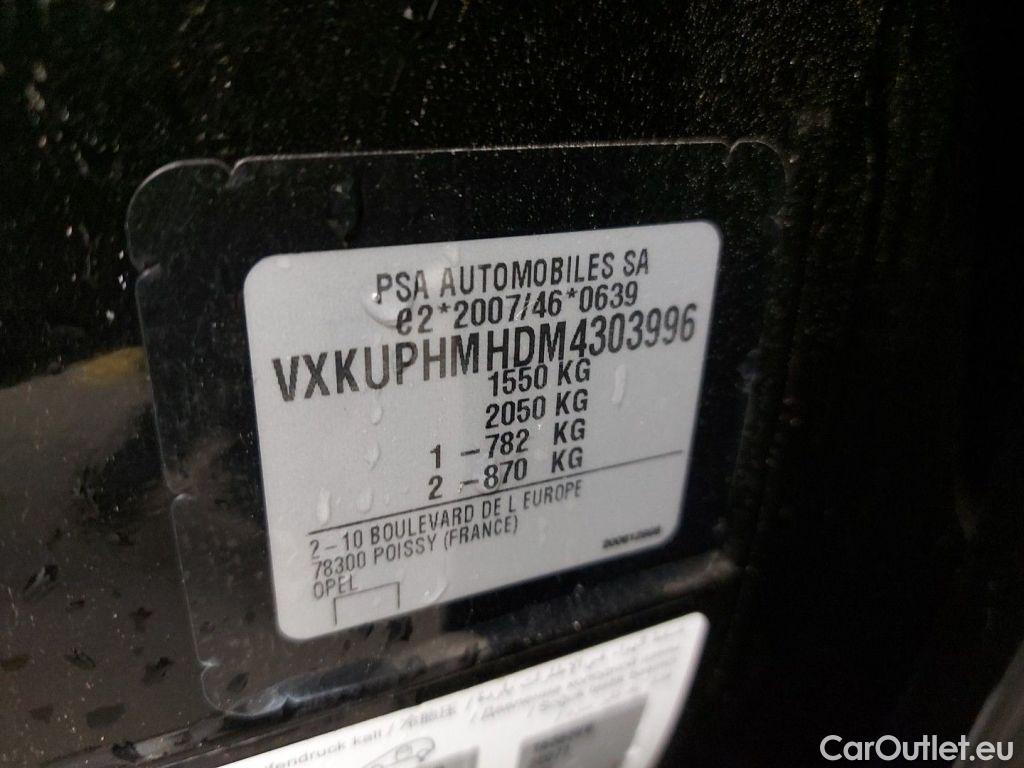 PSA AUTOMOBILES SA
e2*2007/46*0639
VXKUPHMHDM4303996
1550 KG
2050 KG
1 - 782 KG
2 - 870 KG
2-10 BOULEVARD DE L EUROPE
78300 POISSY (FRANCE)
OPEL
CarOutlet.eu